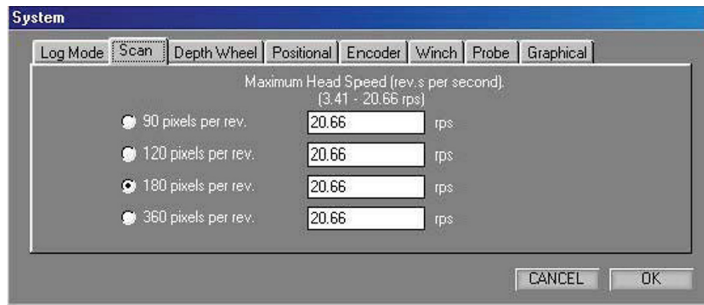 System
Log Mode Scan Depth Wheel Positional Encoder Winch Probe Graphical
Maximum Head Speed (rev.s per second).
(3.41 - 20.66 rps)
90 pixels per rev. 20.66 rps
120 pixels per rev. 20.66 rps
180 pixels per rev. 20.66 rps
360 pixels per rev. 20.66 rps
CANCEL OK